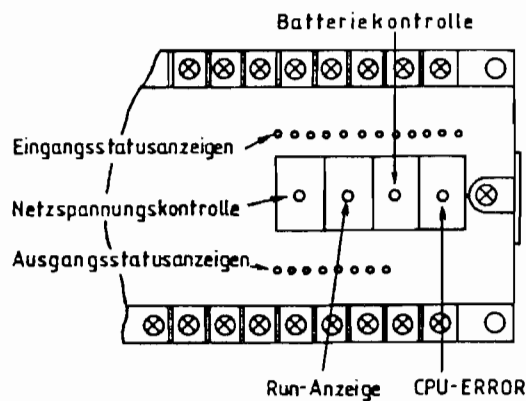 Batteriekontrolle
Eingangsstatusanzeigen
Netzspannungskontrolle
Ausgangsstatusanzeigen
Run-Anzeige
CPU-ERROR